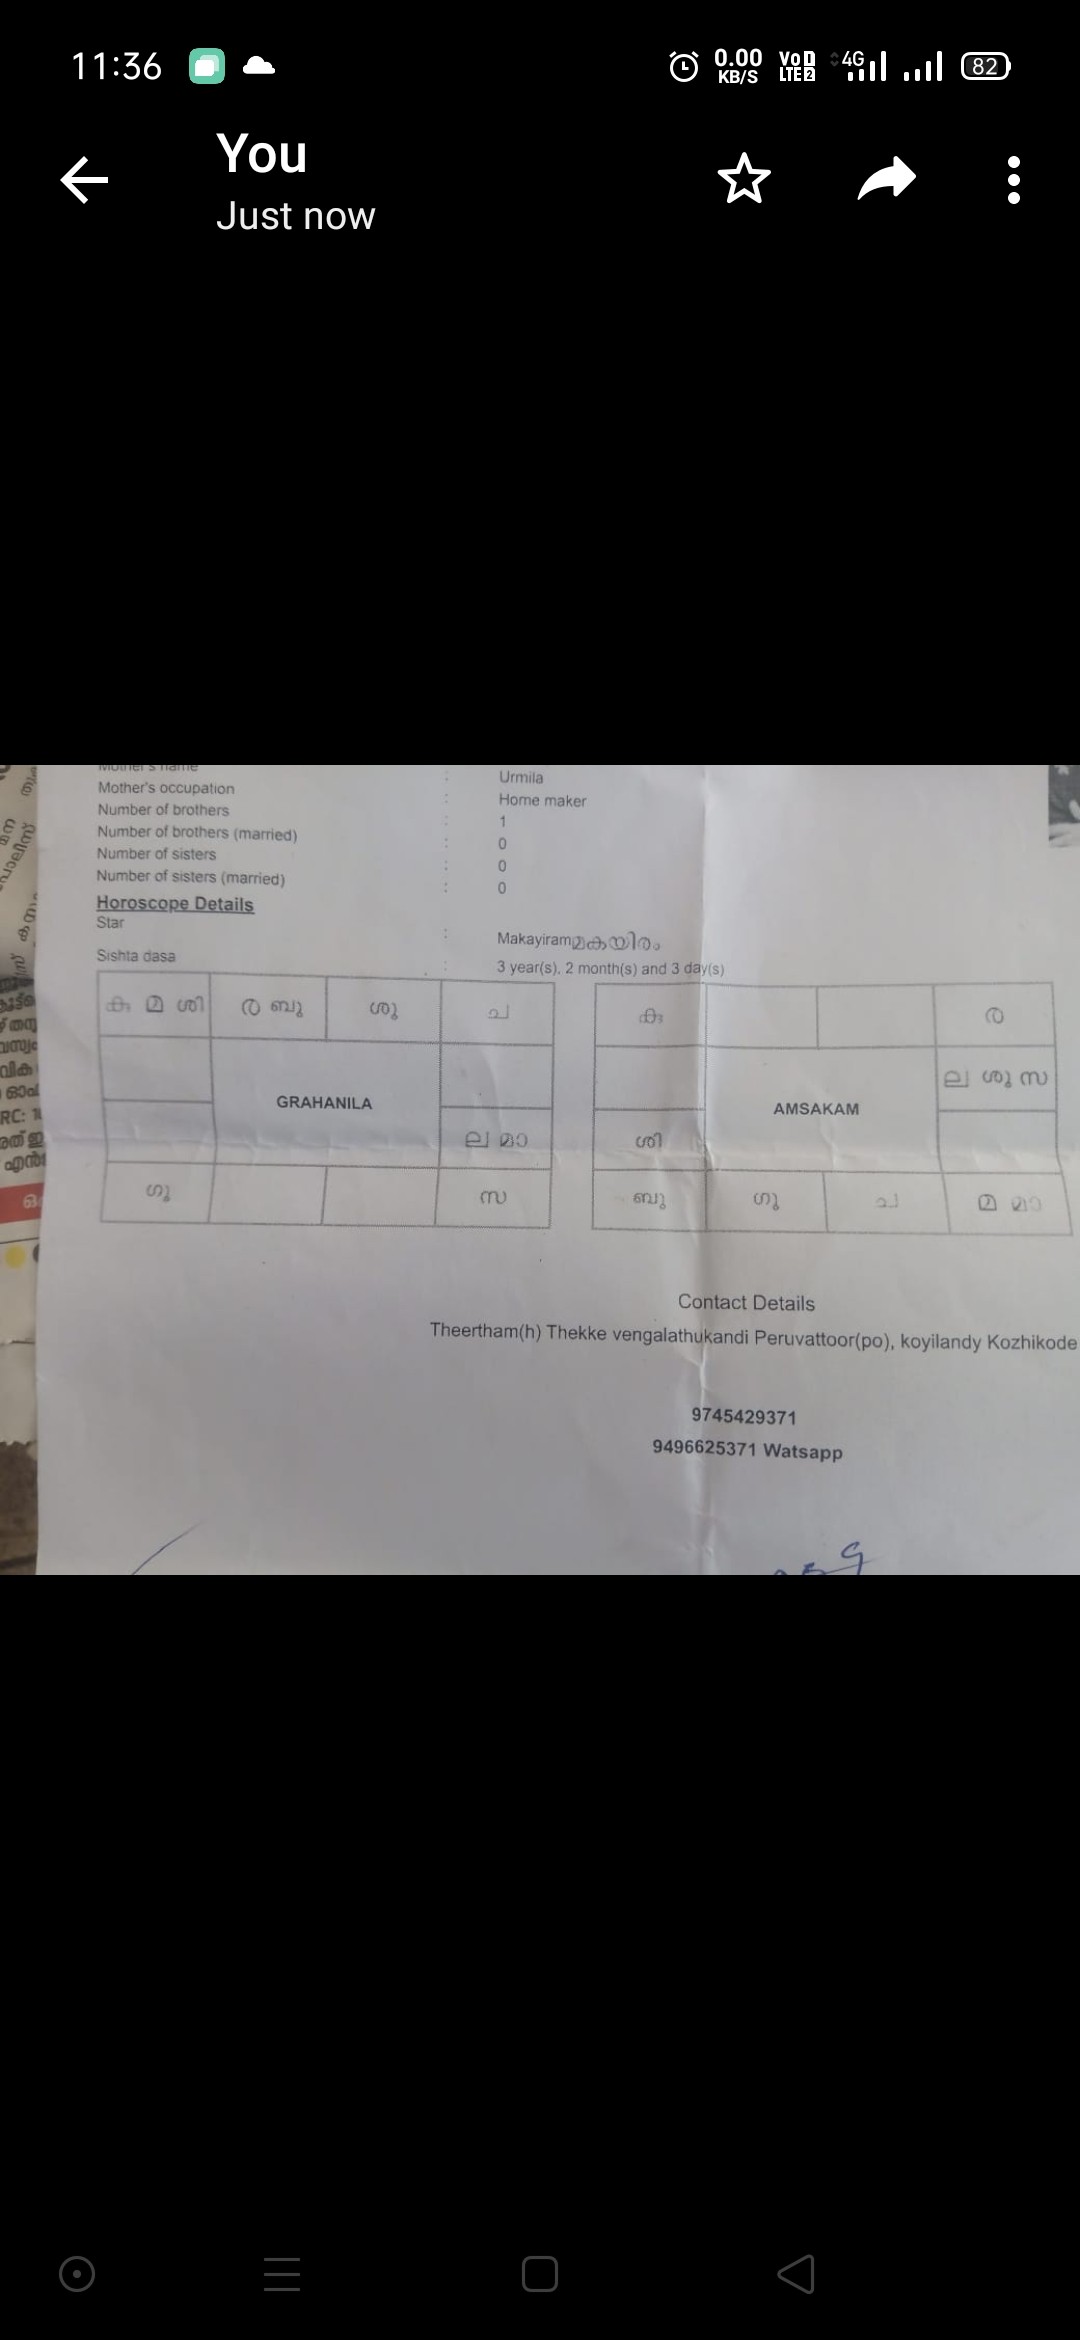 11:36
0.00 KB/S
VoD LTE 2
4G
82
You
Just now
Mother's name : Urmila
Mother's occupation : Home maker
Number of brothers : 1
Number of brothers (married) : 0
Number of sisters : 0
Number of sisters (married) : 0
Horoscope Details
Star : Makayiramമകയിരം
Sishta dasa : 3 year(s), 2 month(s) and 3 day(s)
കു മ ശി
ര ബു
ശു
ച
GRAHANILA
ല മാ
ഗു
സ
കു
ര
ല ശു സ
AMSAKAM
ശി
ബു
ഗു
ച
മ മാ
Contact Details
Theertham(h) Thekke vengalathukandi Peruvattoor(po), koyilandy Kozhikode
9745429371
9496625371 Watsapp